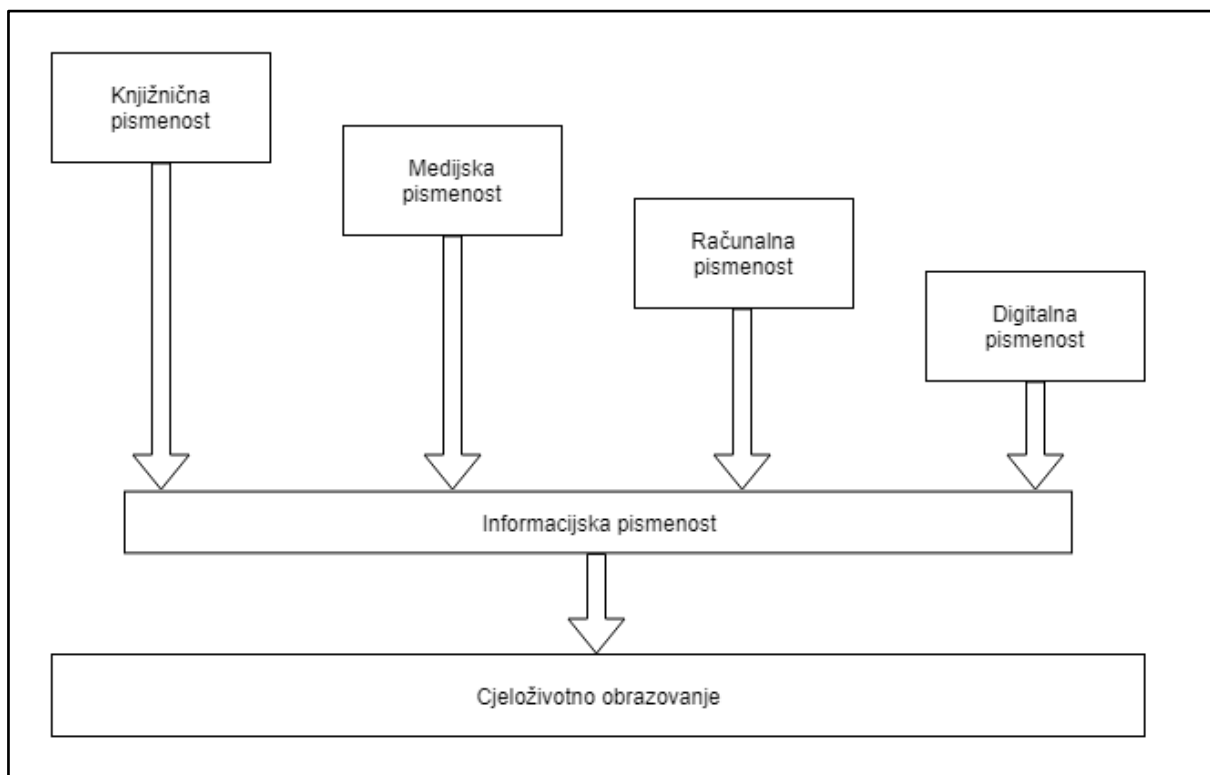 Knjižnična
pismenost
Medijska
pismenost
Računalna
pismenost
Digitalna
pismenost
Informacijska pismenost
Cjeloživotno obrazovanje